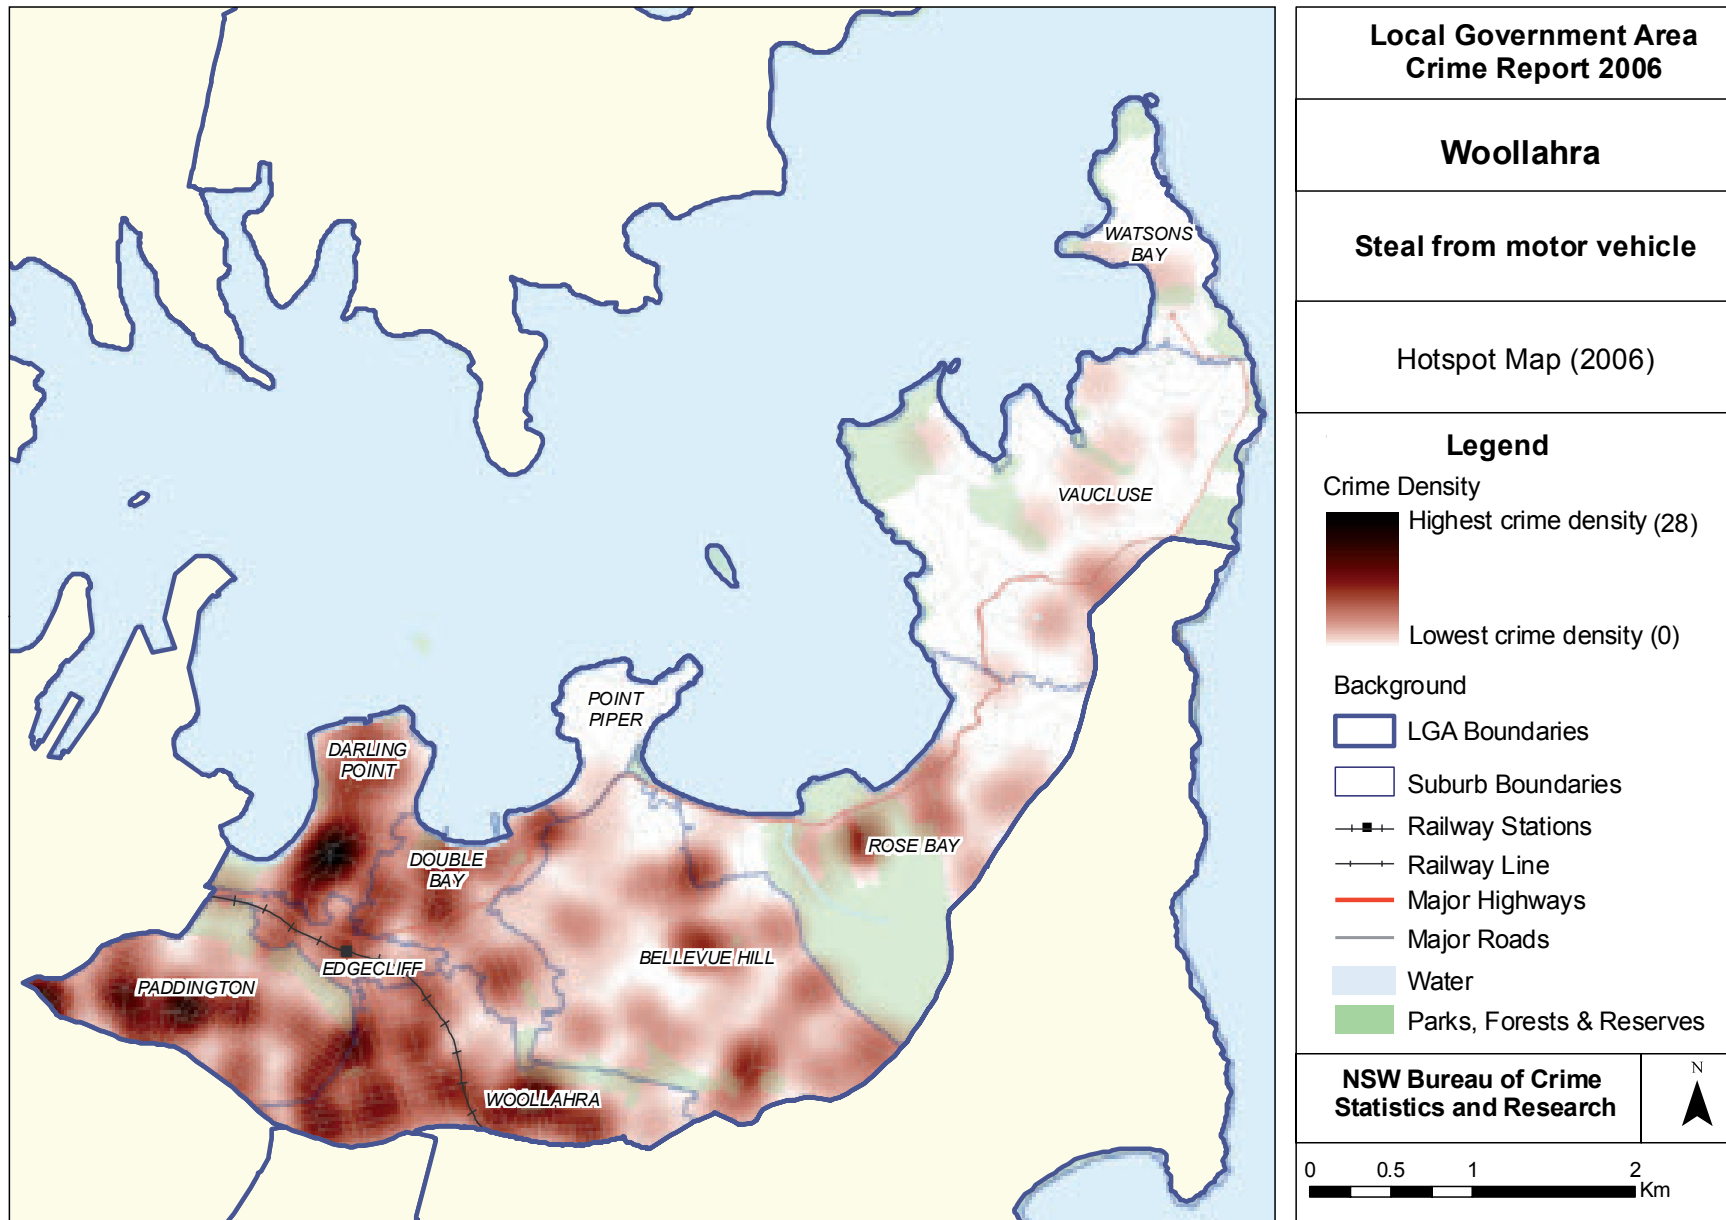 Local Government Area
Crime Report 2006
Woollahra
Steal from motor vehicle
Hotspot Map (2006)
Legend
Crime Density
Highest crime density (28)
Lowest crime density (0)
Background
LGA Boundaries
Suburb Boundaries
Railway Stations
Railway Line
Major Highways
Major Roads
Water
Parks, Forests & Reserves
NSW Bureau of Crime
Statistics and Research
N
0 0.5 1 2
Km
WATSONS
BAY
VAUCLUSE
POINT
PIPER
DARLING
POINT
DOUBLE
BAY
ROSE BAY
EDGECLIFF
BELLEVUE HILL
PADDINGTON
WOOLLAHRA